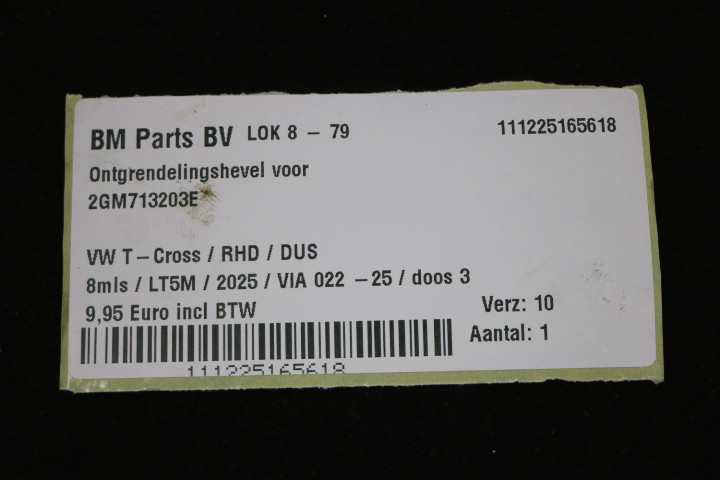 BM Parts BV LOK 8 - 79 111225165618
Ontgrendelingshevel voor
2GM713203E
VW T-Cross / RHD / DUS
8mls / LT5M / 2025 / VIA 022 -25 / doos 3
9,95 Euro incl BTW Verz: 10
Aantal: 1
111225165618